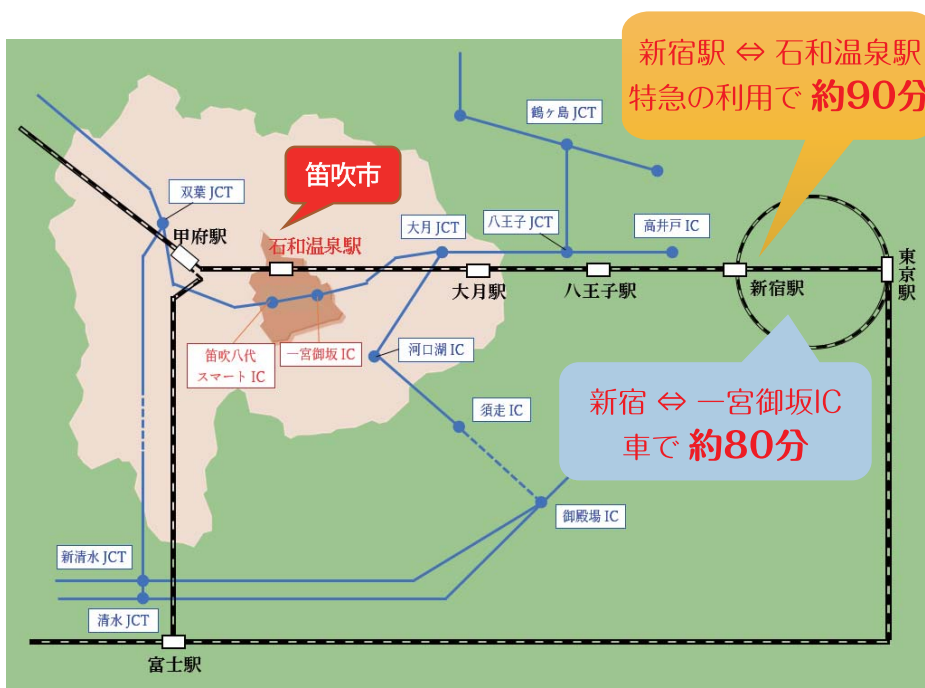 新宿駅 ⇔ 石和温泉駅
特急の利用で 約90分
鶴ヶ島 JCT
笛吹市
双葉 JCT
甲府駅
石和温泉駅
大月 JCT
八王子 JCT
高井戸 IC
大月駅
八王子駅
新宿駅
東京駅
笛吹八代
スマート IC
一宮御坂 IC
河口湖 IC
須走 IC
新宿 ⇔ 一宮御坂IC
車で 約80分
御殿場 IC
新清水 JCT
清水 JCT
富士駅